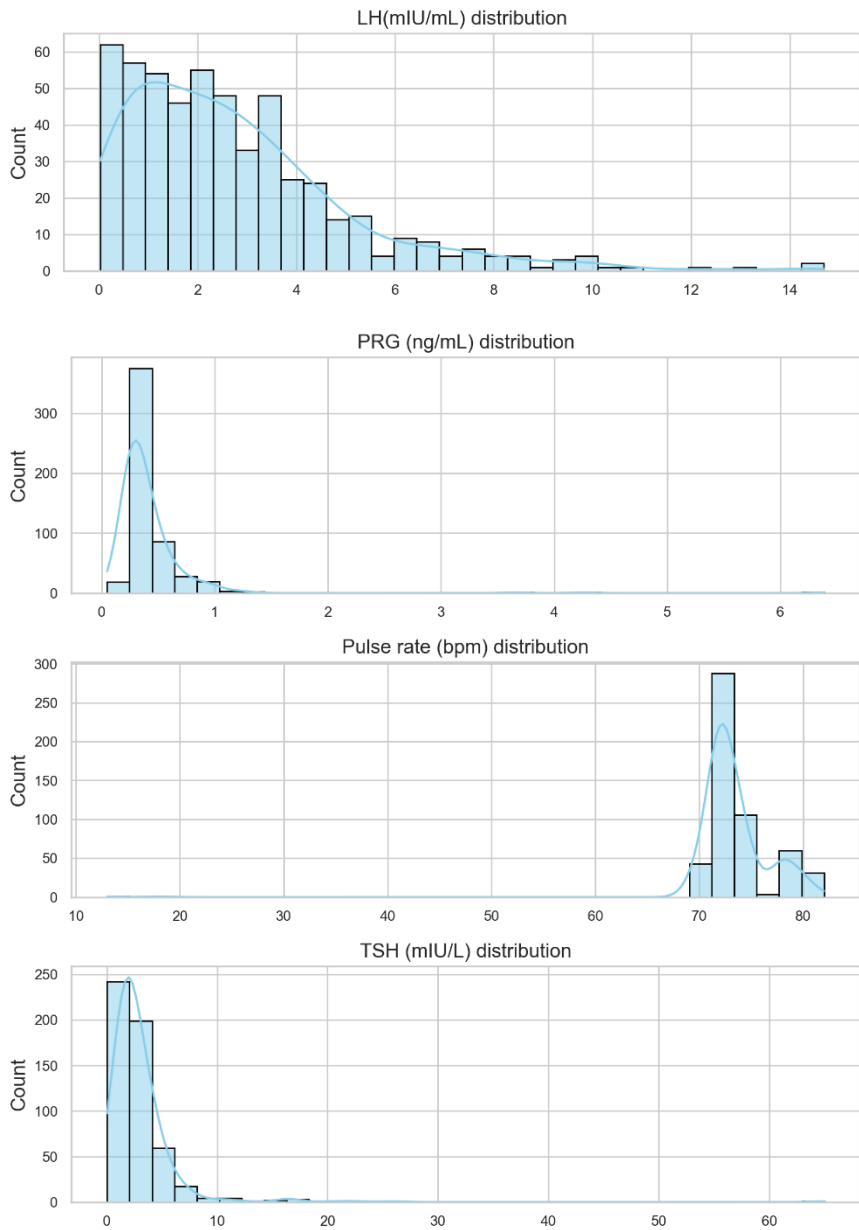 LH(mIU/mL) distribution
60
50
40
30
20
10
0
Count
0 2 4 6 8 10 12 14
PRG (ng/mL) distribution
300
200
100
0
Count
0 1 2 3 4 5 6
Pulse rate (bpm) distribution
300
250
200
150
100
50
0
Count
10 20 30 40 50 60 70 80
TSH (mIU/L) distribution
250
200
150
100
50
0
Count
0 10 20 30 40 50 60